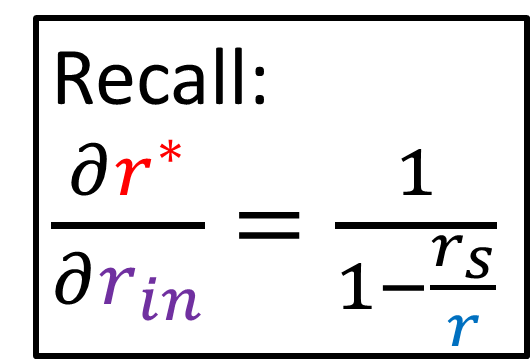 Recall:
∂r* / ∂r_in = 1 / (1 − r_s / r)